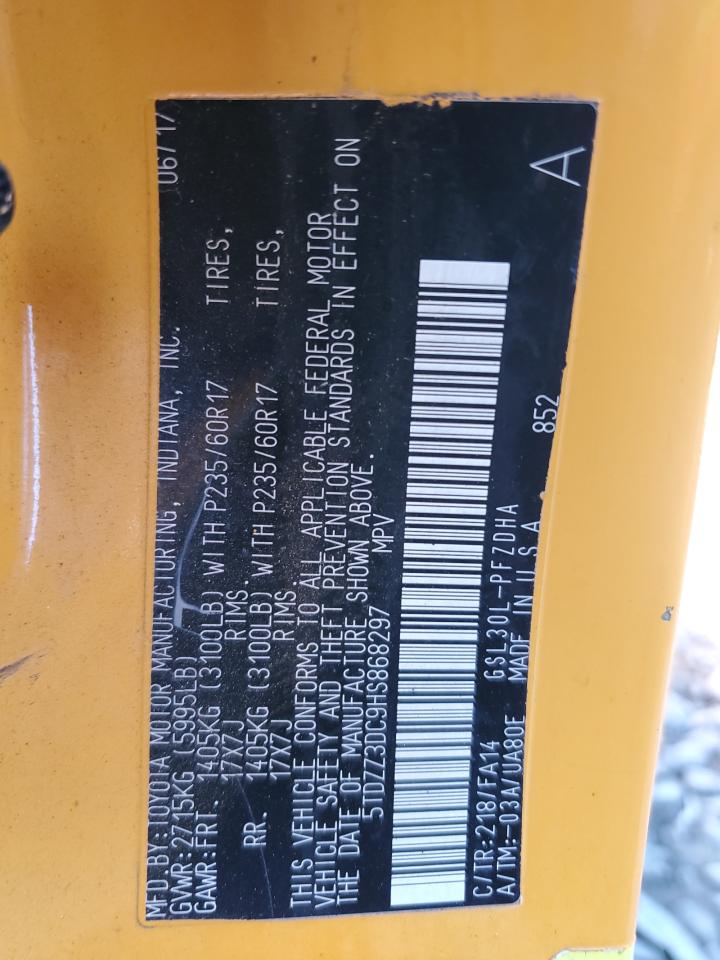 MFD BY:TOYOTA MOTOR MANUFACTURING, INDIANA, INC. 06/17
GVWR:2715KG (5995LB)
GAWR:FRT. 1405KG (3100LB) WITH P235/60R17 TIRES,
17X7J RIMS.
RR. 1405KG (3100LB) WITH P235/60R17 TIRES,
17X7J RIMS
THIS VEHICLE CONFORMS TO ALL APPLICABLE FEDERAL MOTOR
VEHICLE SAFETY AND THEFT PREVENTION STANDARDS IN EFFECT ON
THE DATE OF MANUFACTURE SHOWN ABOVE.
5TDZZ3DC9HS868297 MPV
C/TR:218/FA14 GSL30L-PFZDHA
A/TM:-03A/UA80E MADE IN U.S.A. 852 A